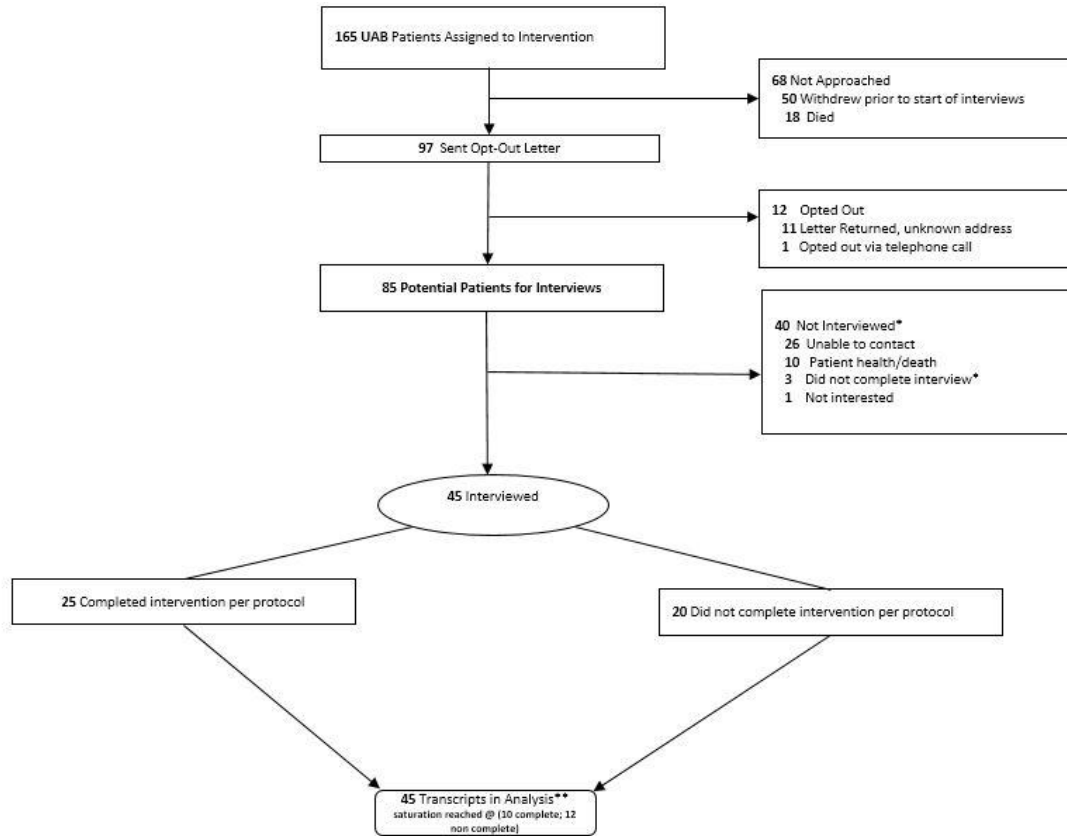 165 UAB Patients Assigned to Intervention
68 Not Approached
50 Withdrew prior to start of interviews
18 Died
97 Sent Opt-Out Letter
12 Opted Out
11 Letter Returned, unknown address
1 Opted out via telephone call
85 Potential Patients for Interviews
40 Not Interviewed*
26 Unable to contact
10 Patient health/death
3 Did not complete interview*
1 Not interested
45 Interviewed
25 Completed intervention per protocol
20 Did not complete intervention per protocol
45 Transcripts in Analysis**
saturation reached @ (10 complete; 12
non complete)